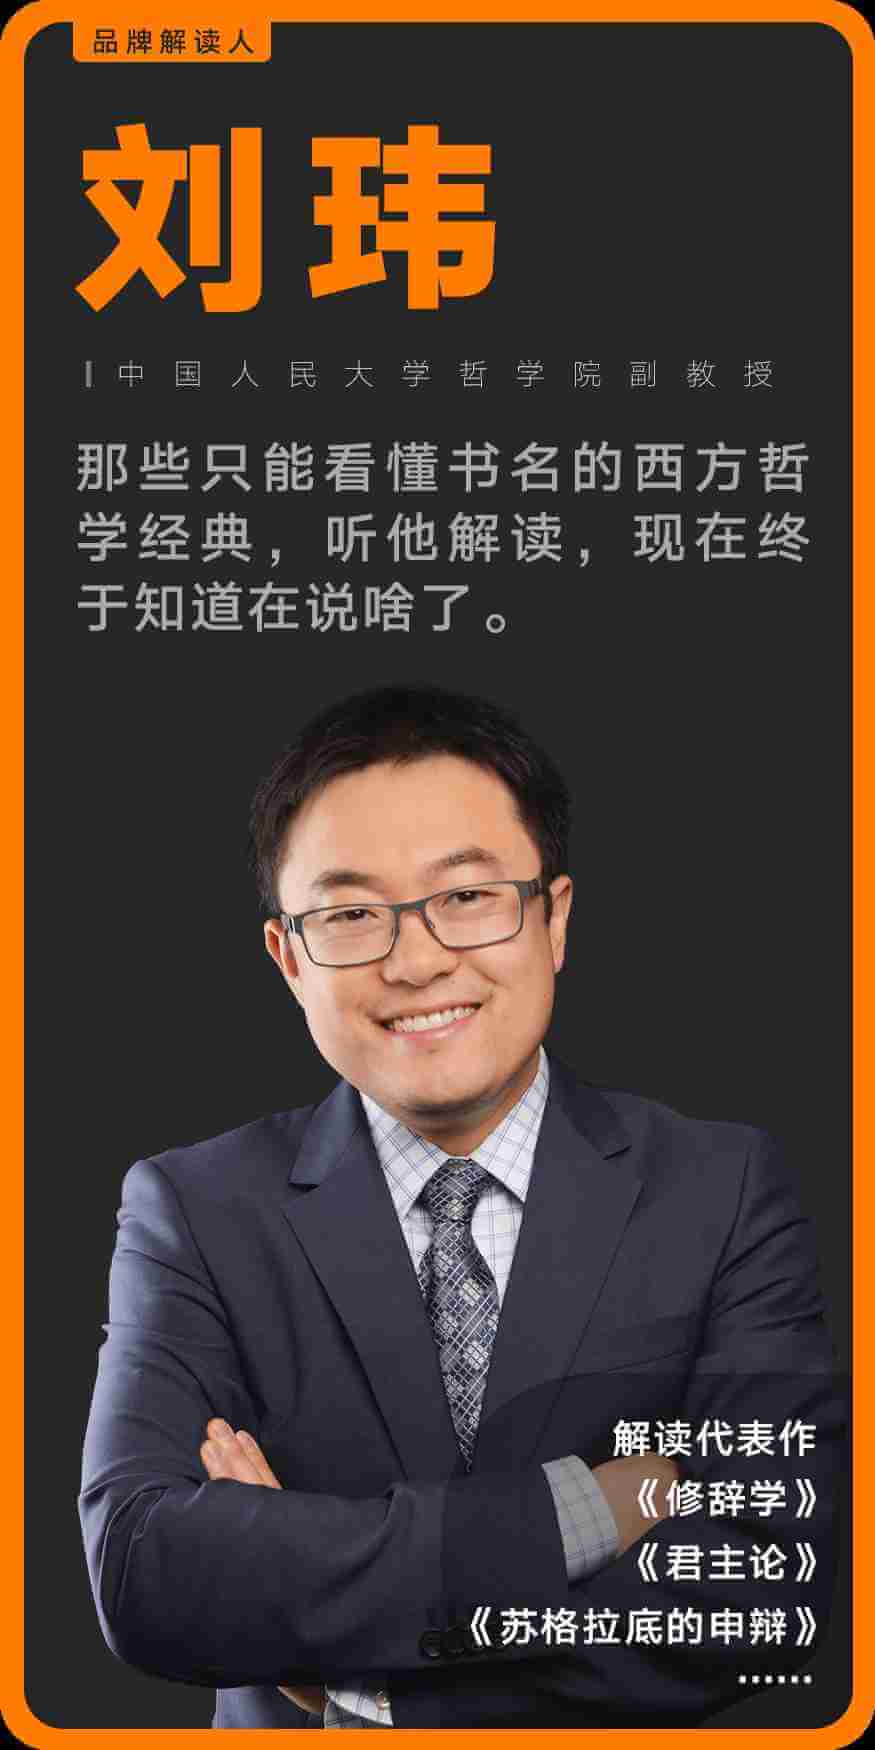 品牌解读人
刘玮
中国人民大学哲学院副教授
那些只能看懂书名的西方哲
学经典，听他解读，现在终
于知道在说啥了。
解读代表作
《修辞学》
《君主论》
《苏格拉底的申辩》
······